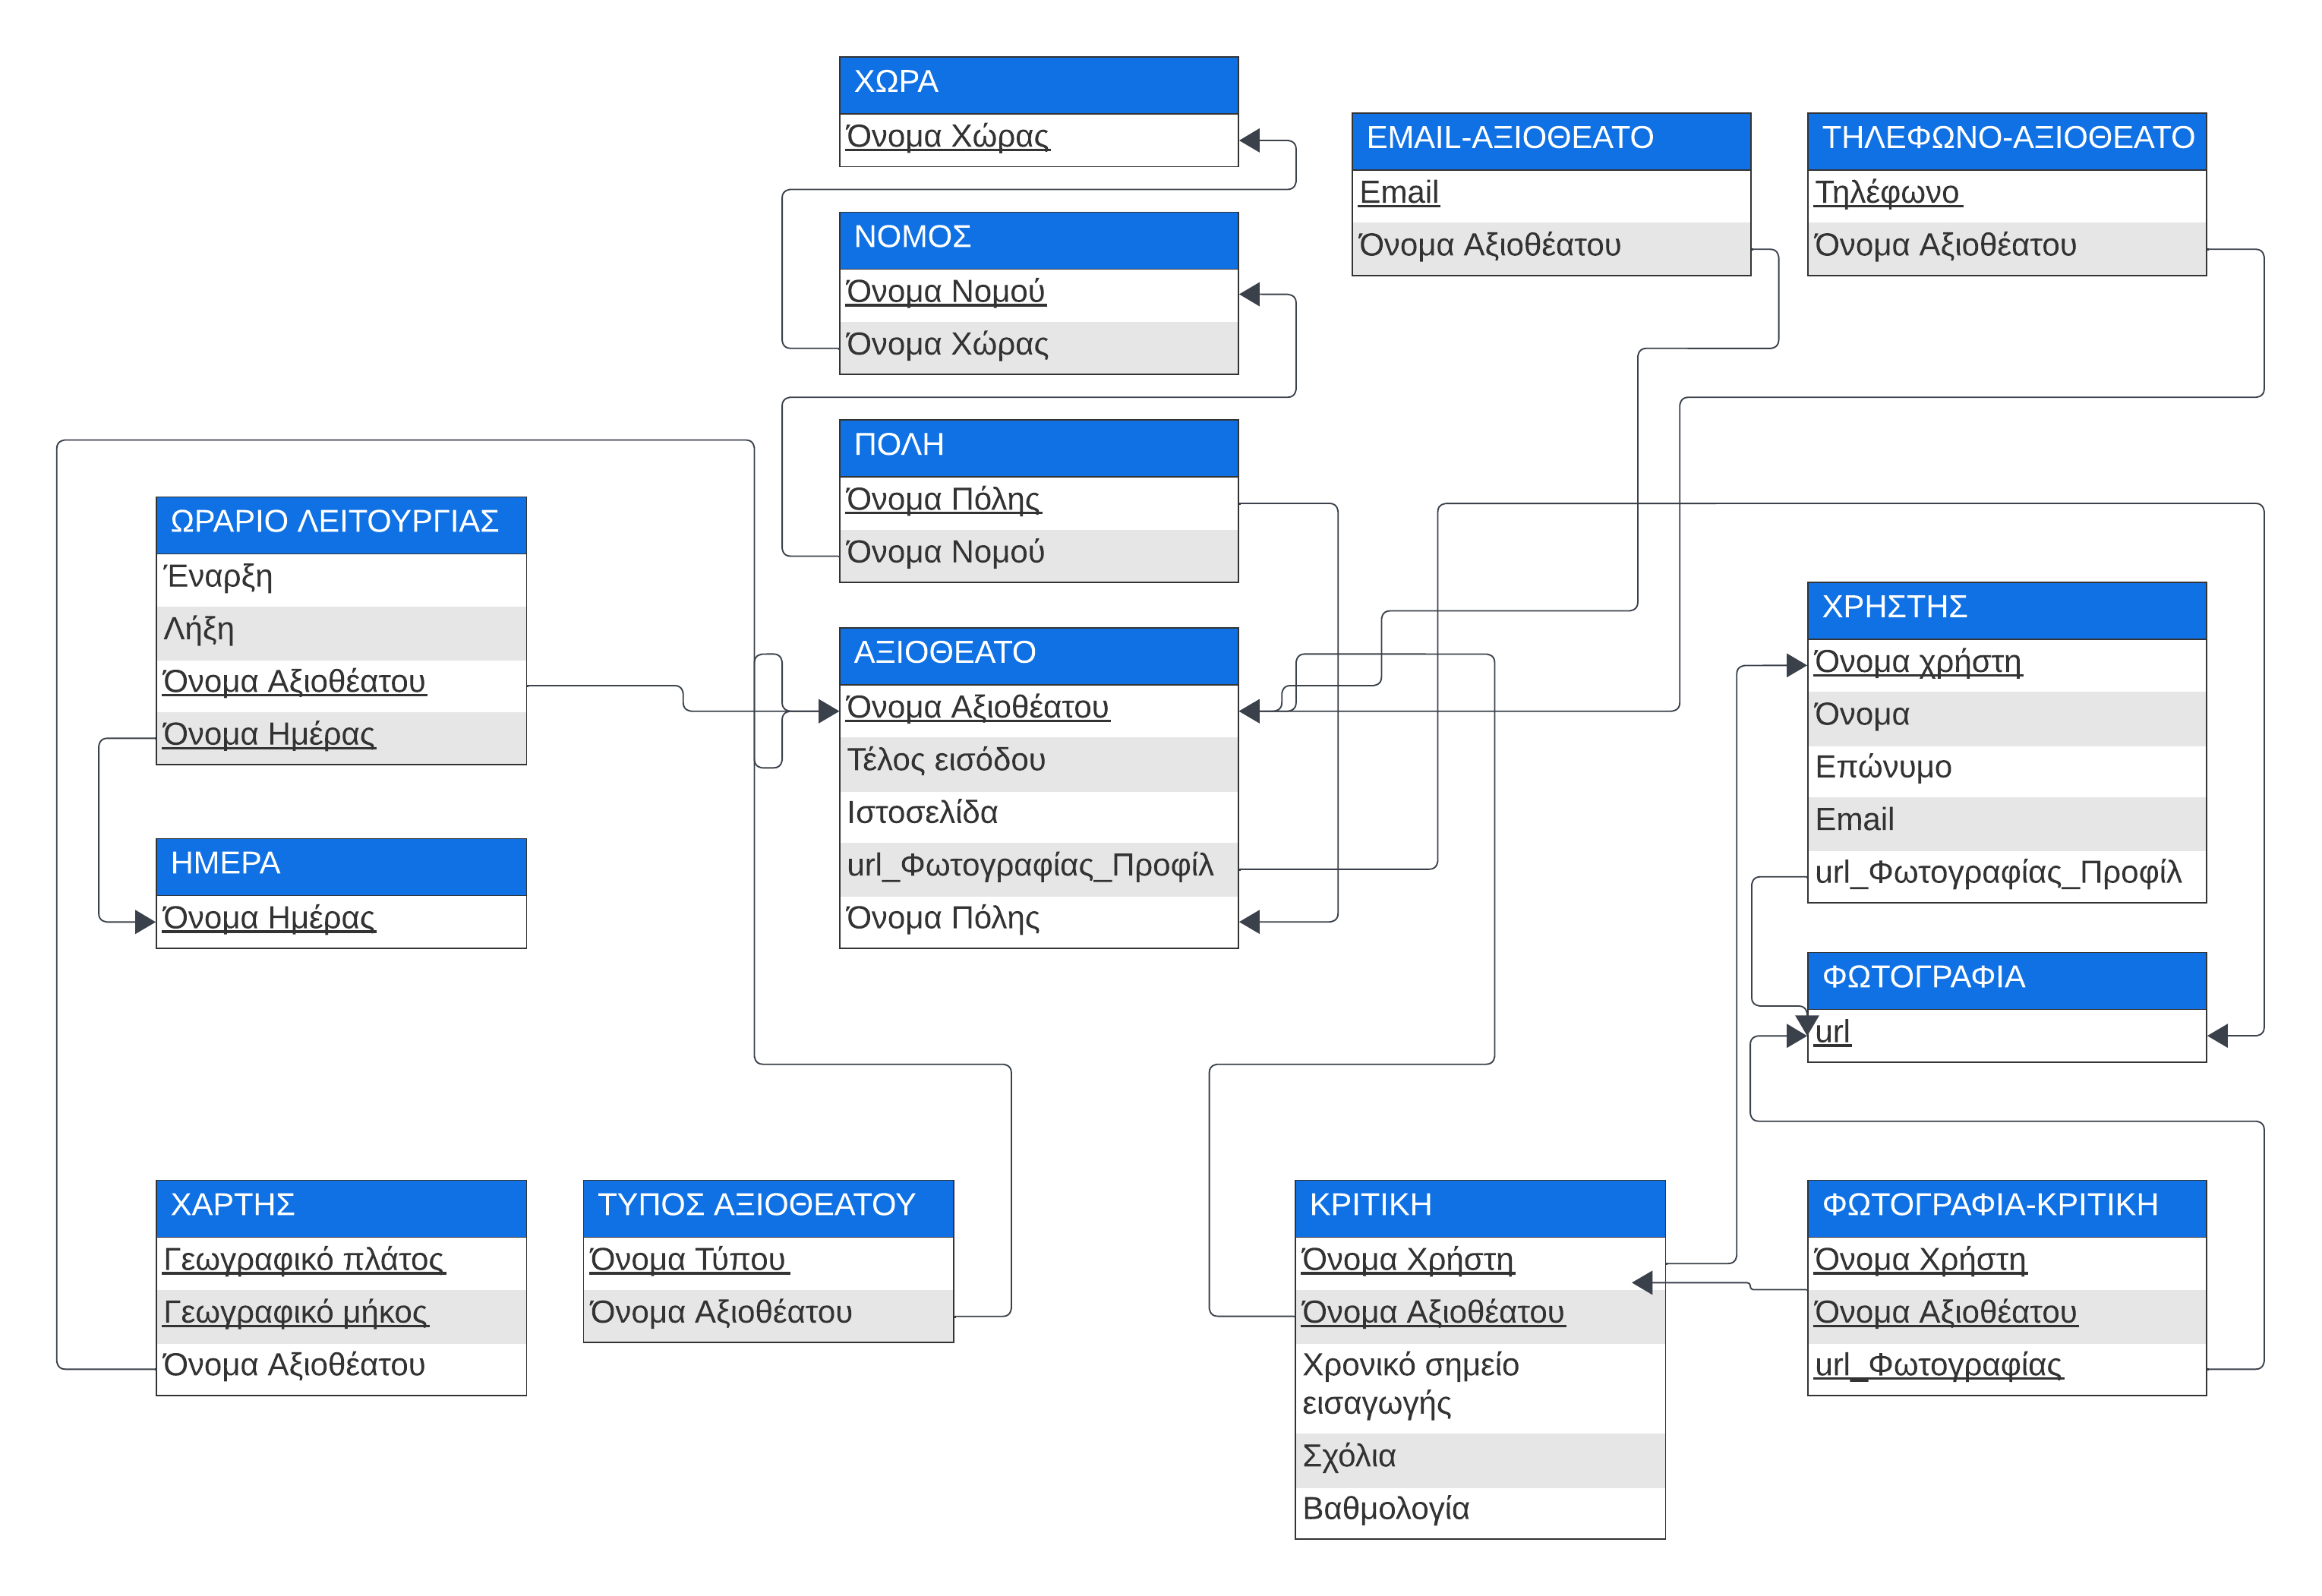 ΧΩΡΑ
Όνομα Χώρας
EMAIL-ΑΞΙΟΘΕΑΤΟ
Email
Όνομα Αξιοθέατου
ΤΗΛΕΦΩΝΟ-ΑΞΙΟΘΕΑΤΟ
Τηλέφωνο
Όνομα Αξιοθέατου
ΝΟΜΟΣ
Όνομα Νομού
Όνομα Χώρας
ΠΟΛΗ
Όνομα Πόλης
Όνομα Νομού
ΩΡΑΡΙΟ ΛΕΙΤΟΥΡΓΙΑΣ
Έναρξη
Λήξη
Όνομα Αξιοθέατου
Όνομα Ημέρας
ΑΞΙΟΘΕΑΤΟ
Όνομα Αξιοθέατου
Τέλος εισόδου
Ιστοσελίδα
url_Φωτογραφίας_Προφίλ
Όνομα Πόλης
ΧΡΗΣΤΗΣ
Όνομα χρήστη
Όνομα
Επώνυμο
Email
url_Φωτογραφίας_Προφίλ
ΗΜΕΡΑ
Όνομα Ημέρας
ΦΩΤΟΓΡΑΦΙΑ
url
ΧΑΡΤΗΣ
Γεωγραφικό πλάτος
Γεωγραφικό μήκος
Όνομα Αξιοθέατου
ΤΥΠΟΣ ΑΞΙΟΘΕΑΤΟΥ
Όνομα Τύπου
Όνομα Αξιοθέατου
ΚΡΙΤΙΚΗ
Όνομα Χρήστη
Όνομα Αξιοθέατου
Χρονικό σημείο
εισαγωγής
Σχόλια
Βαθμολογία
ΦΩΤΟΓΡΑΦΙΑ-ΚΡΙΤΙΚΗ
Όνομα Χρήστη
Όνομα Αξιοθέατου
url_Φωτογραφίας